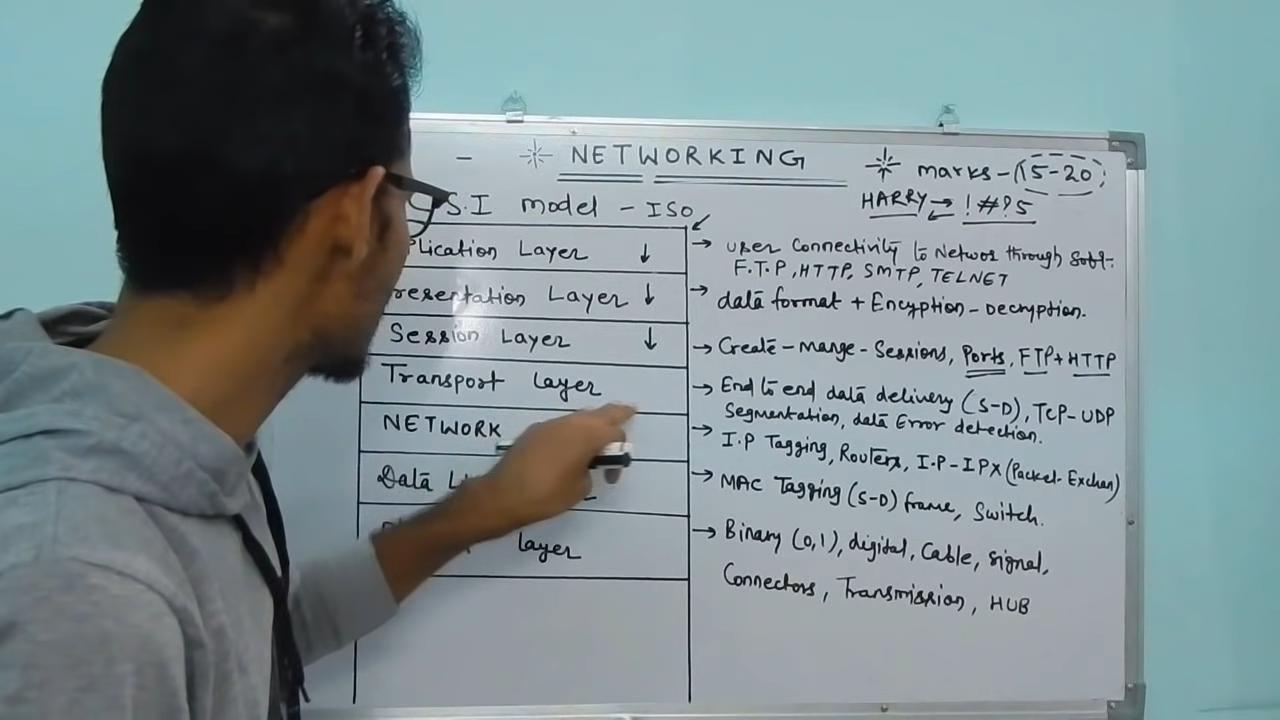 - ✳ NETWORKING ✳ marks-(15-20)
HARRY → !#?5
S.I model - ISO
plication Layer ↓
→ User Connectivity to Networ through Soft-
F.T.P, HTTP, SMTP, TELNET
resentation Layer ↓
→ data format + Encryption - Decryption.
Session Layer ↓
→ Create - mange - Sessions, Ports, FTP + HTTP
Transport layer
→ End to end data delivery (S-D), TCP-UDP
Segmentation, data Error detection.
NETWORK
→ I.P Tagging, Routers, I.P-IPX (Packet-Exchan)
Data L
→ MAC Tagging (S-D) frame, Switch.
layer
→ Binary (0,1), digital, Cable, signal,
Connectors, Transmission, HUB